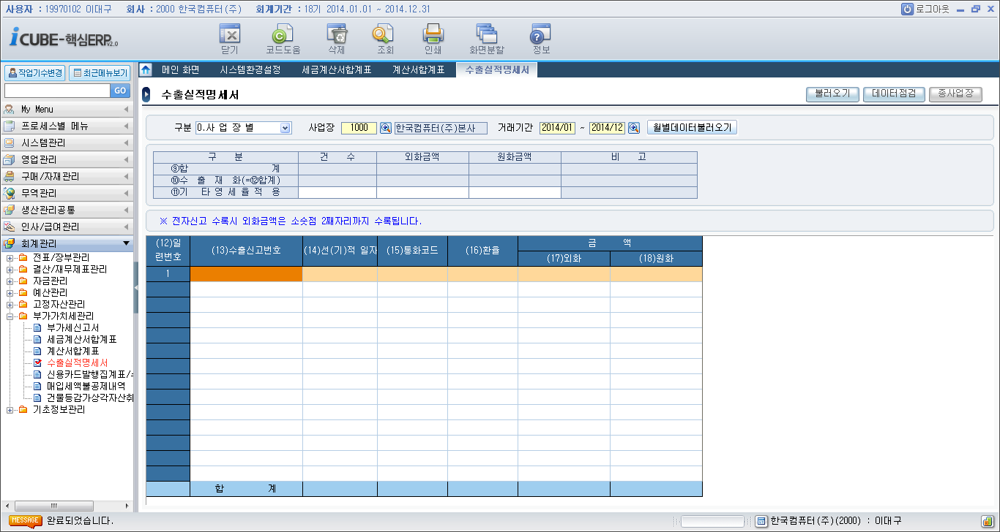 사용자 : 19970102 이대구 회사 : 2000 한국컴퓨터(주) 회계기간 : 18기 2014.01.01 ~ 2014.12.31 로그아웃
iCUBE-핵심ERP v2.0
닫기 코드도움 삭제 조회 인쇄 화면분할 정보
작업기수변경 최근메뉴보기
메인 화면 시스템환경설정 세금계산서합계표 계산서합계표 수출실적명세서
GO
수출실적명세서 불러오기 데이터점검 종사업장
My Menu
프로세스별 메뉴
시스템관리
영업관리
구매/자재관리
무역관리
생산관리공통
인사/급여관리
회계관리
전표/장부관리
결산/재무제표관리
자금관리
예산관리
고정자산관리
부가가치세관리
부가세신고서
세금계산서합계표
계산서합계표
수출실적명세서
신용카드발행집계표/
매입세액불공제내역
건물등감가상각자산취
기초정보관리
구분 0.사 업 장 별 사업장 1000 한국컴퓨터(주)본사 거래기간 2014/01 ~ 2014/12 월별데이터불러오기
구 분 건 수 외화금액 원화금액 비 고
⑨합 계
⑩수 출 재 화(=⑫합계)
⑪기 타 영 세 율 적 용
※ 전자신고 수록시 외화금액은 소숫점 2째자리까지 수록됩니다.
(12)일련번호 (13)수출신고번호 (14)선(기)적 일자 (15)통화코드 (16)환율 금 액
(17)외화 (18)원화
1
합 계
MESSAGE 완료되었습니다. 한국컴퓨터(주)(2000) : 이대구